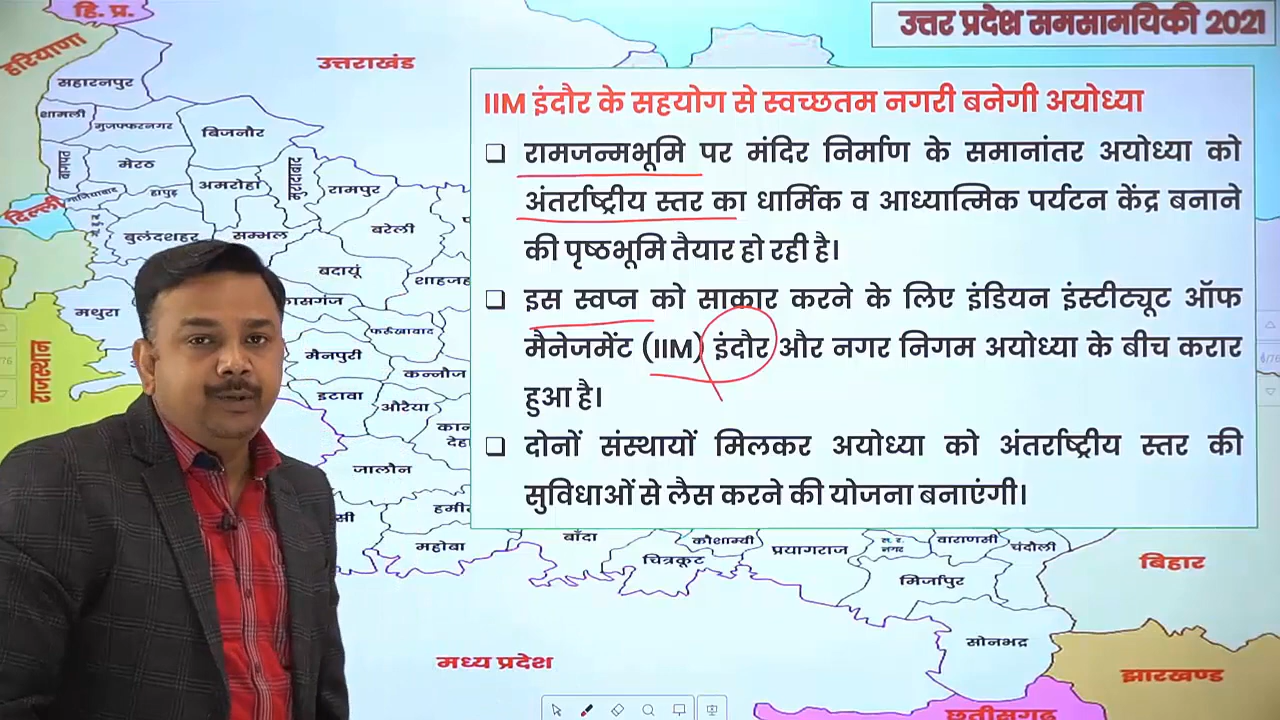 हि. प्र.
उत्तर प्रदेश समसामयिकी 2021
हरियाणा
उत्तराखंड
सहारनपुर
IIM इंदौर के सहयोग से स्वच्छतम नगरी बनेगी अयोध्या
शामली
मुजफ्फरनगर
बिजनौर
❑ रामजन्मभूमि पर मंदिर निर्माण के समानांतर अयोध्या को
बागपत
मेरठ
अंतर्राष्ट्रीय स्तर का धार्मिक व आध्यात्मिक पर्यटन केंद्र बनाने
गाजियाबाद
हापुड़
अमरोहा
मुरादाबाद
रामपुर
दिल्ली
की पृष्ठभूमि तैयार हो रही है।
बुलंदशहर
सम्भल
बरेली
बदायूं
शाहजह
❑ इस स्वप्न को साकार करने के लिए इंडियन इंस्टीट्यूट ऑफ
मथुरा
कासगंज
फर्रुखाबाद
मैनेजमेंट (IIM) इंदौर और नगर निगम अयोध्या के बीच करार
राजस्थान
मैनपुरी
कन्नौज
हुआ है।
इटावा
औरैया
कान
देहा
❑ दोनों संस्थायों मिलकर अयोध्या को अंतर्राष्ट्रीय स्तर की
जालौन
सुविधाओं से लैस करने की योजना बनाएंगी।
सी
हमीर
महोबा
बाँदा
कौशाम्बी
चित्रकूट
प्रयागराज
स. र. नगर
वाराणसी
चंदौली
बिहार
मिर्जापुर
सोनभद्र
मध्य प्रदेश
झारखण्ड
छत्तीसगढ़